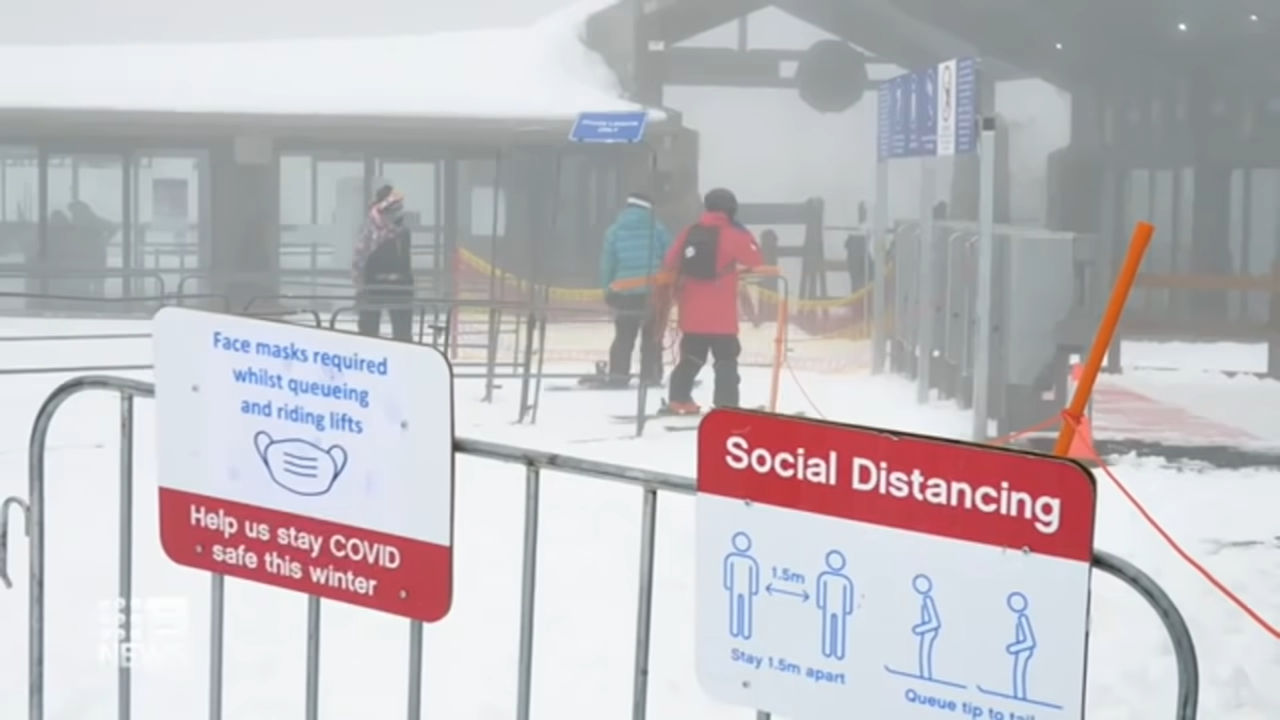 Face masks required
whilst queueing
and riding lifts
Help us stay COVID
safe this winter
Social Distancing
1.5m
Stay 1.5m apart
Queue tip to tail
9
NEWS